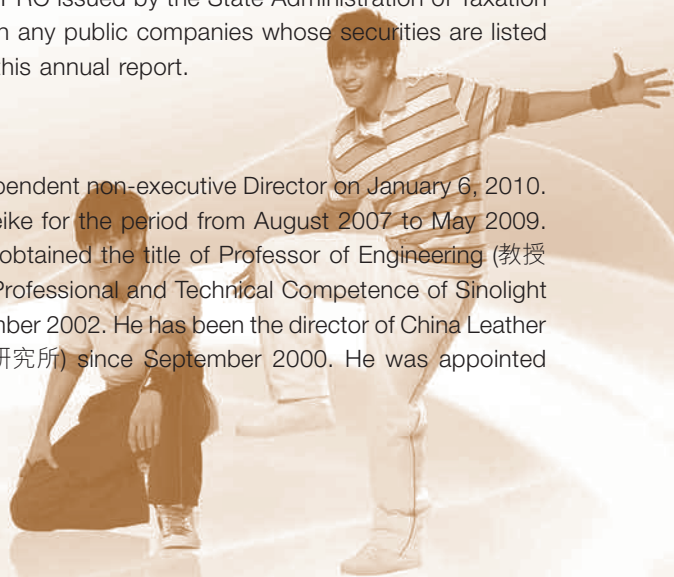 PRC issued by the State Administration of Taxation
n any public companies whose securities are listed
this annual report.
pendent non-executive Director on January 6, 2010.
eike for the period from August 2007 to May 2009.
obtained the title of Professor of Engineering (教授
Professional and Technical Competence of Sinolight
mber 2002. He has been the director of China Leather
研究所) since September 2000. He was appointed